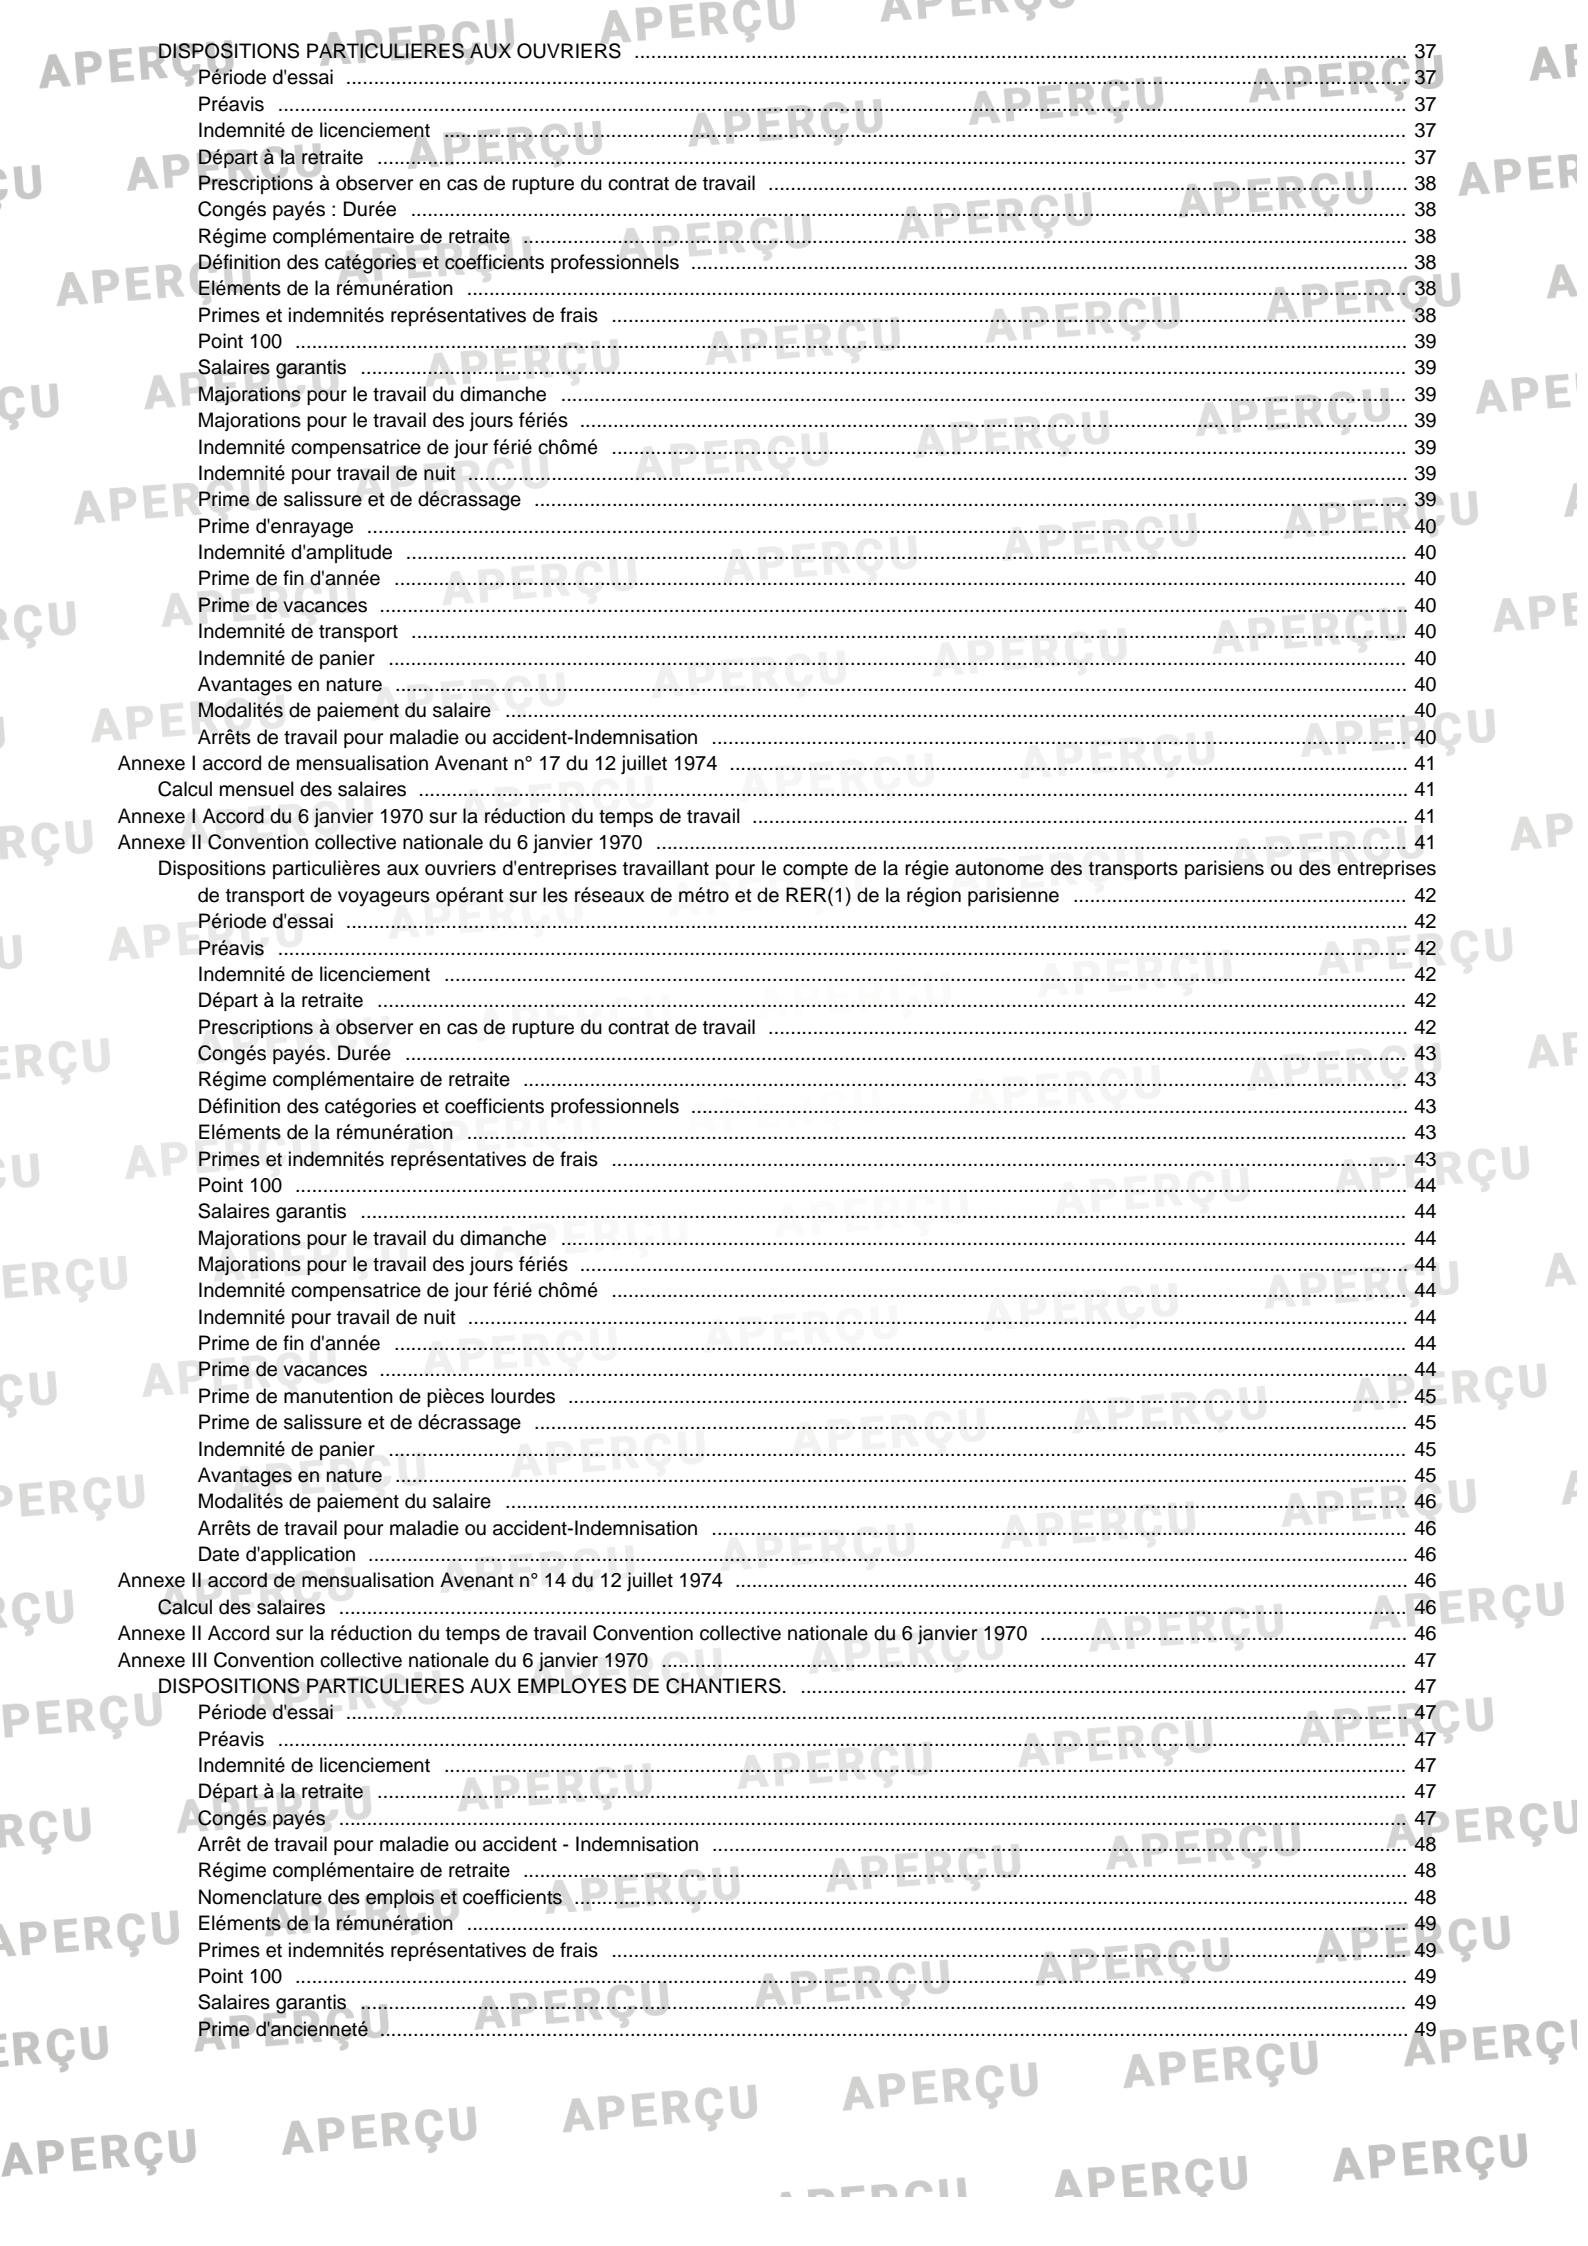 DISPOSITIONS PARTICULIERES AUX OUVRIERS ... 37
Période d'essai ... 37
Préavis ... 37
Indemnité de licenciement ... 37
Départ à la retraite ... 37
Prescriptions à observer en cas de rupture du contrat de travail ... 38
Congés payés : Durée ... 38
Régime complémentaire de retraite ... 38
Définition des catégories et coefficients professionnels ... 38
Eléments de la rémunération ... 38
Primes et indemnités représentatives de frais ... 38
Point 100 ... 39
Salaires garantis ... 39
Majorations pour le travail du dimanche ... 39
Majorations pour le travail des jours fériés ... 39
Indemnité compensatrice de jour férié chômé ... 39
Indemnité pour travail de nuit ... 39
Prime de salissure et de décrassage ... 39
Prime d'enrayage ... 40
Indemnité d'amplitude ... 40
Prime de fin d'année ... 40
Prime de vacances ... 40
Indemnité de transport ... 40
Indemnité de panier ... 40
Avantages en nature ... 40
Modalités de paiement du salaire ... 40
Arrêts de travail pour maladie ou accident-Indemnisation ... 40
Annexe I accord de mensualisation Avenant n° 17 du 12 juillet 1974 ... 41
Calcul mensuel des salaires ... 41
Annexe I Accord du 6 janvier 1970 sur la réduction du temps de travail ... 41
Annexe II Convention collective nationale du 6 janvier 1970 ... 41
Dispositions particulières aux ouvriers d'entreprises travaillant pour le compte de la régie autonome des transports parisiens ou des entreprises
de transport de voyageurs opérant sur les réseaux de métro et de RER(1) de la région parisienne ... 42
Période d'essai ... 42
Préavis ... 42
Indemnité de licenciement ... 42
Départ à la retraite ... 42
Prescriptions à observer en cas de rupture du contrat de travail ... 42
Congés payés. Durée ... 43
Régime complémentaire de retraite ... 43
Définition des catégories et coefficients professionnels ... 43
Eléments de la rémunération ... 43
Primes et indemnités représentatives de frais ... 43
Point 100 ... 44
Salaires garantis ... 44
Majorations pour le travail du dimanche ... 44
Majorations pour le travail des jours fériés ... 44
Indemnité compensatrice de jour férié chômé ... 44
Indemnité pour travail de nuit ... 44
Prime de fin d'année ... 44
Prime de vacances ... 44
Prime de manutention de pièces lourdes ... 45
Prime de salissure et de décrassage ... 45
Indemnité de panier ... 45
Avantages en nature ... 45
Modalités de paiement du salaire ... 46
Arrêts de travail pour maladie ou accident-Indemnisation ... 46
Date d'application ... 46
Annexe II accord de mensualisation Avenant n° 14 du 12 juillet 1974 ... 46
Calcul des salaires ... 46
Annexe II Accord sur la réduction du temps de travail Convention collective nationale du 6 janvier 1970 ... 46
Annexe III Convention collective nationale du 6 janvier 1970 ... 47
DISPOSITIONS PARTICULIERES AUX EMPLOYES DE CHANTIERS. ... 47
Période d'essai ... 47
Préavis ... 47
Indemnité de licenciement ... 47
Départ à la retraite ... 47
Congés payés ... 47
Arrêt de travail pour maladie ou accident - Indemnisation ... 48
Régime complémentaire de retraite ... 48
Nomenclature des emplois et coefficients ... 48
Eléments de la rémunération ... 49
Primes et indemnités représentatives de frais ... 49
Point 100 ... 49
Salaires garantis ... 49
Prime d'ancienneté ... 49
APERÇU